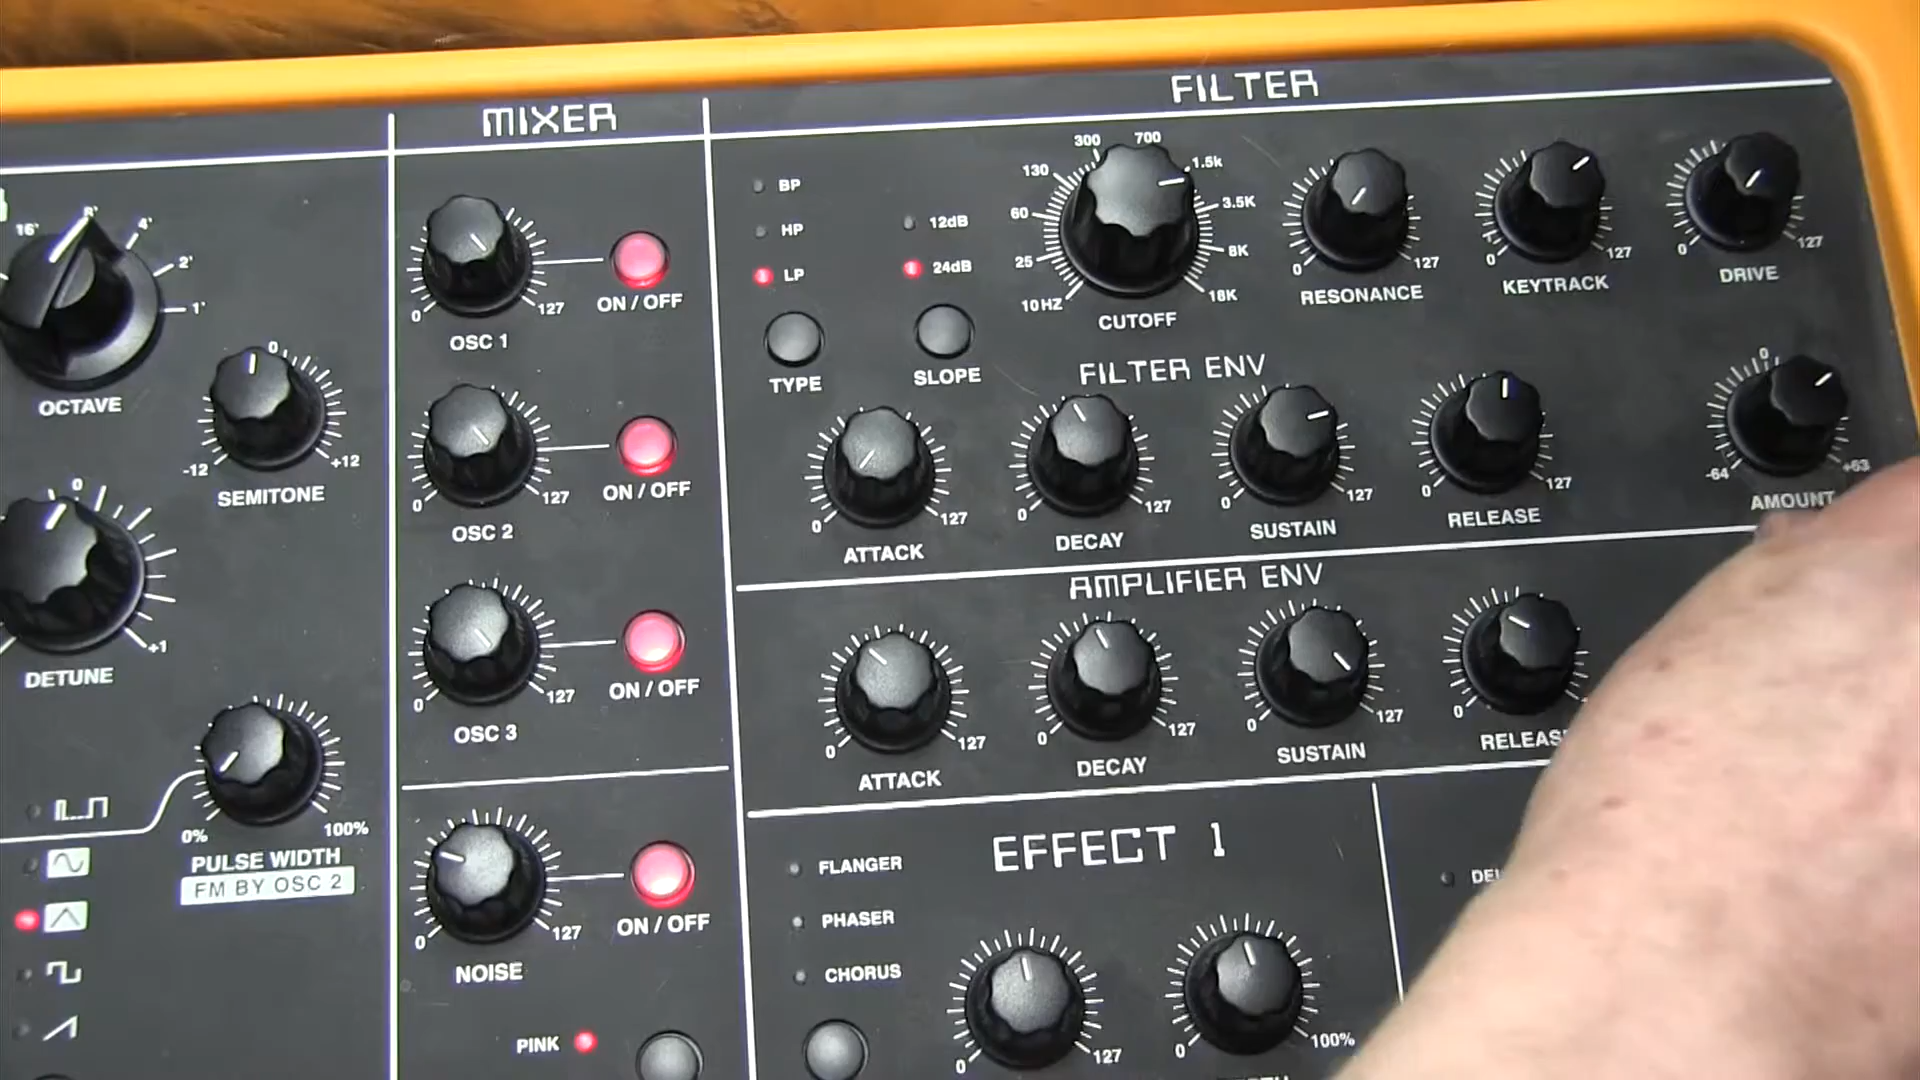 MIXER
FILTER
16'
8'
4'
2'
1'
OCTAVE
0
-12
+12
SEMITONE
0
+1
DETUNE
0%
100%
PULSE WIDTH
FM BY OSC 2
0
127
OSC 1
ON / OFF
0
127
OSC 2
ON / OFF
0
127
OSC 3
ON / OFF
0
127
NOISE
ON / OFF
PINK
BP
HP
LP
TYPE
12dB
24dB
SLOPE
10HZ
25
60
130
300
700
1.5k
3.5K
8K
18K
CUTOFF
0
127
RESONANCE
0
127
KEYTRACK
0
127
DRIVE
FILTER ENV
0
127
ATTACK
0
127
DECAY
0
127
SUSTAIN
0
127
RELEASE
0
-64
+63
AMOUNT
AMPLIFIER ENV
0
127
ATTACK
0
127
DECAY
0
127
SUSTAIN
0
RELEASE
EFFECT 1
FLANGER
PHASER
CHORUS
0
127
0
100%